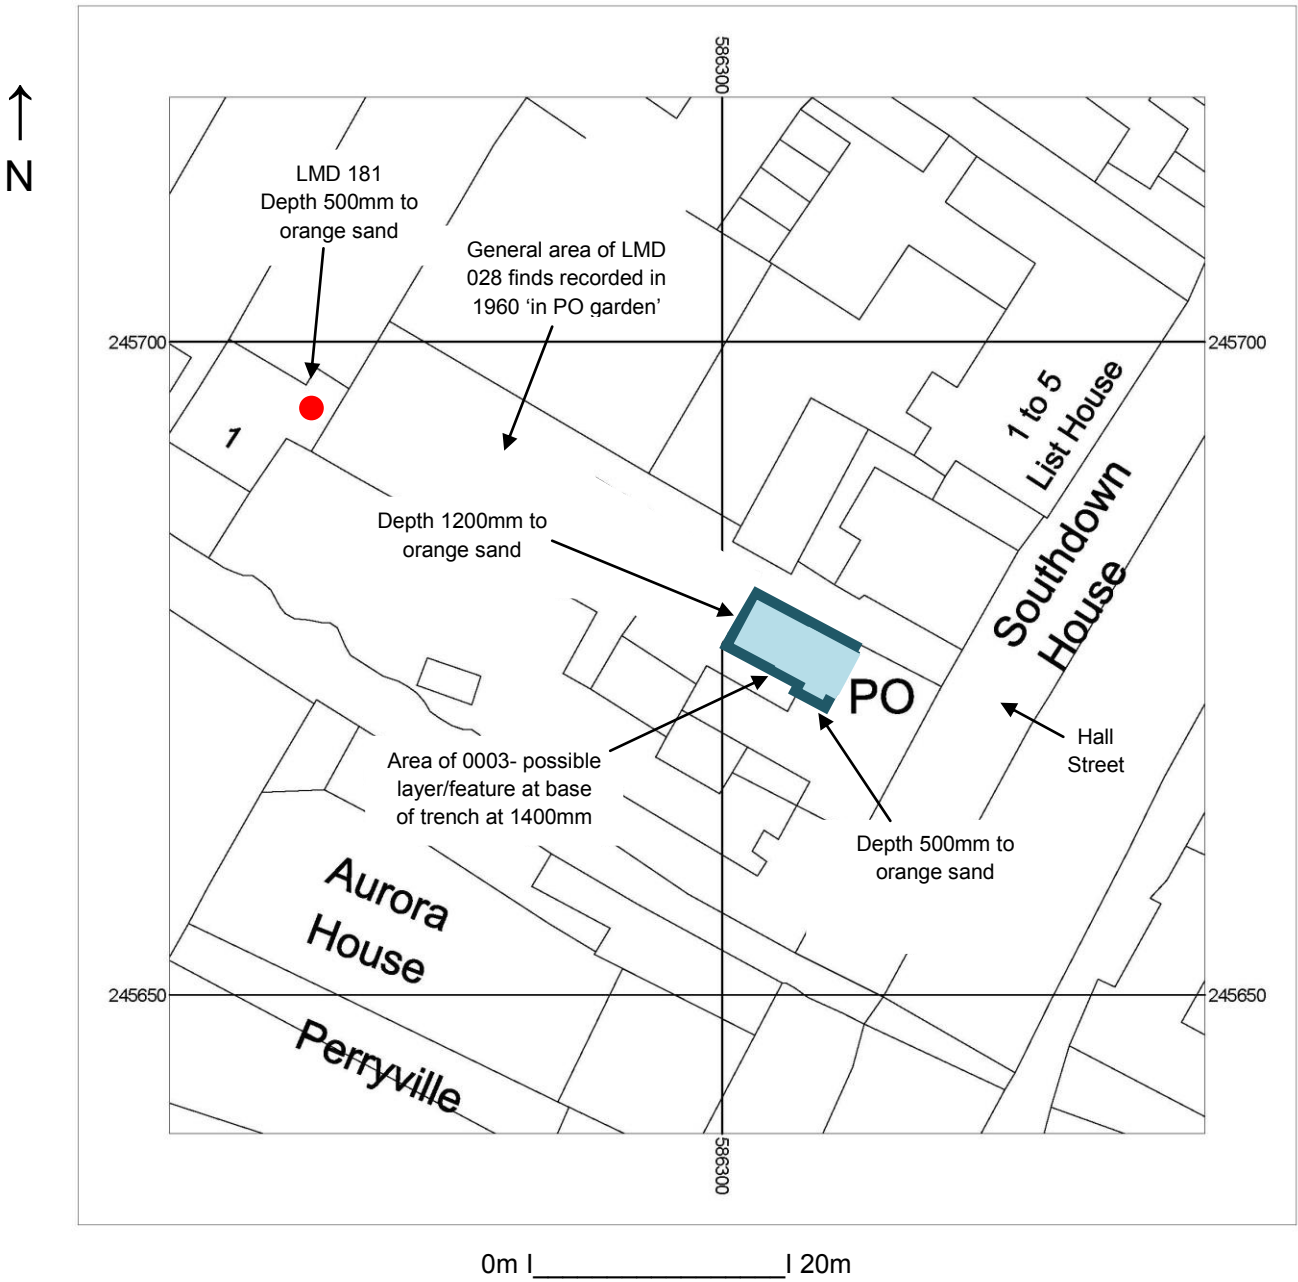 586300
N
LMD 181
Depth 500mm to
orange sand
General area of LMD
028 finds recorded in
1960 ‘in PO garden’
245700
245700
1
1 to 5
List House
Southdown
House
Depth 1200mm to
orange sand
PO
Hall
Street
Area of 0003- possible
layer/feature at base
of trench at 1400mm
Depth 500mm to
orange sand
Aurora
House
245650
245650
Perryville
586300
0m I__________________I 20m